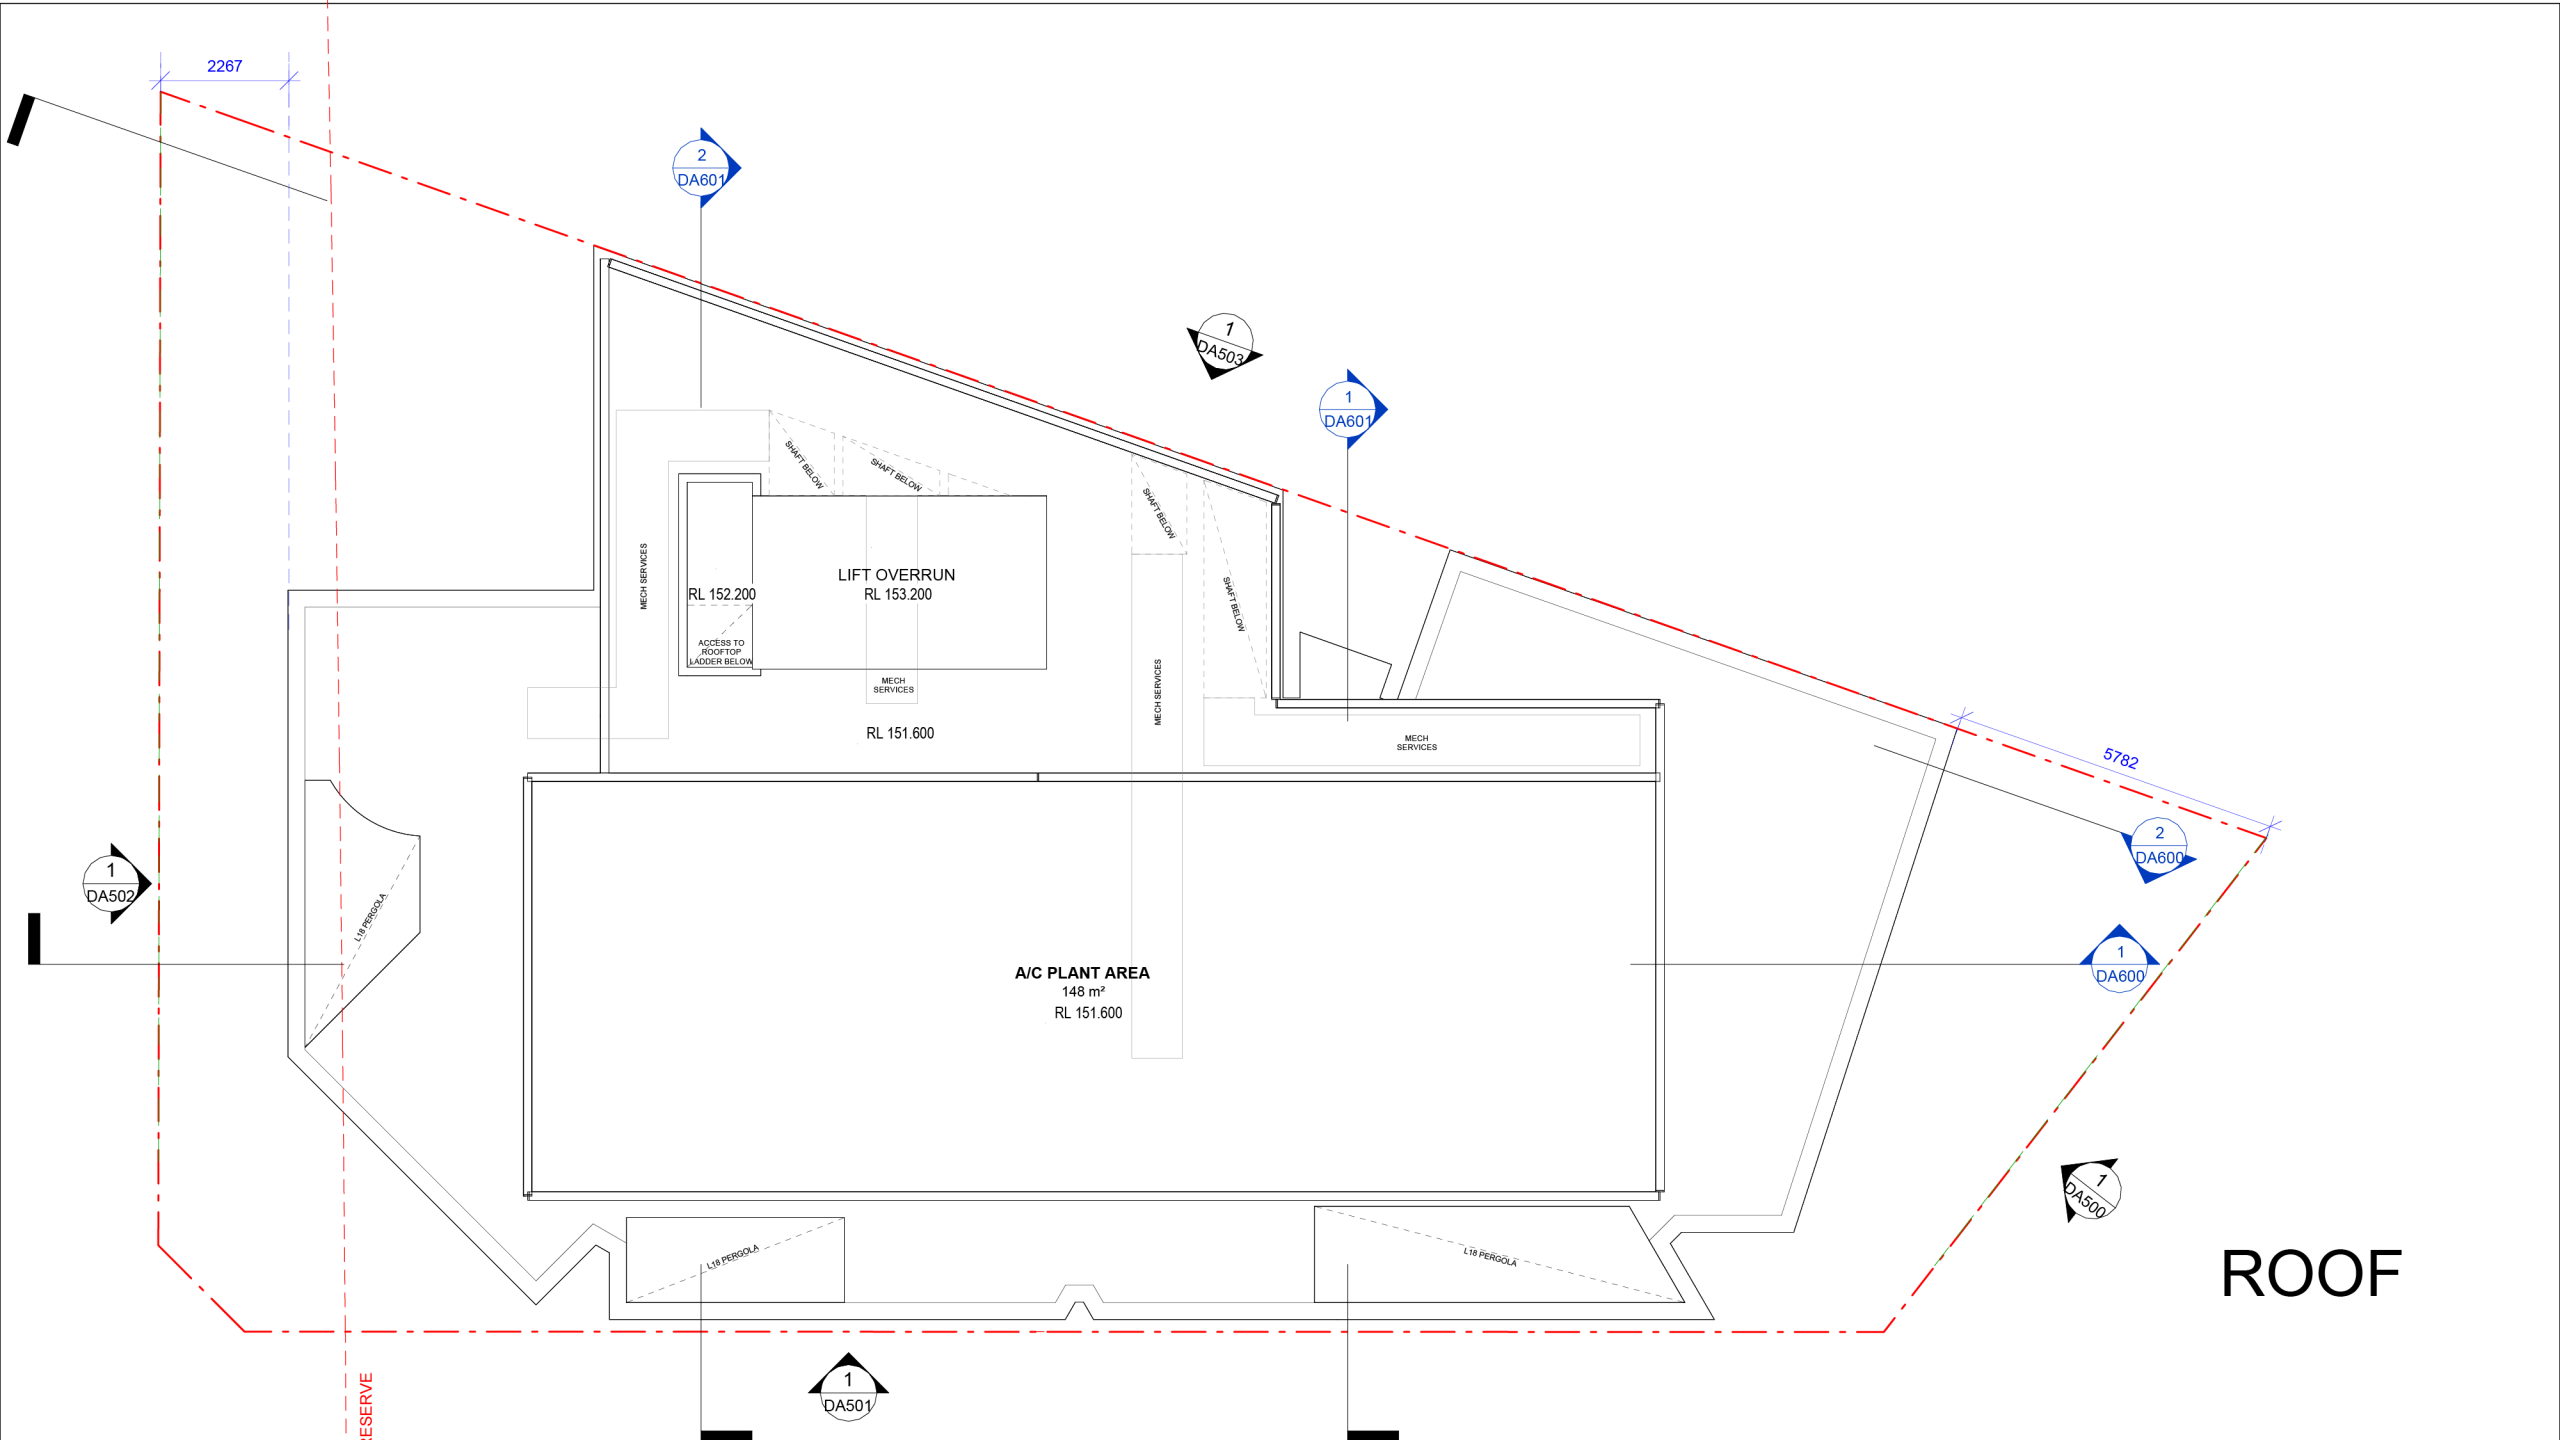 2267
2
DA601
1
DA503
1
DA601
SHAFT BELOW
SHAFT BELOW
SHAFT BELOW
SHAFT BELOW
MECH SERVICES
LIFT OVERRUN
RL 153.200
RL 152.200
ACCESS TO
ROOFTOP
LADDER BELOW
MECH
SERVICES
MECH SERVICES
RL 151.600
MECH
SERVICES
5782
2
DA600
1
DA502
L18 PERGOLA
1
DA600
A/C PLANT AREA
148 m²
RL 151.600
1
DA500
L18 PERGOLA
L18 PERGOLA
ROOF
1
DA501